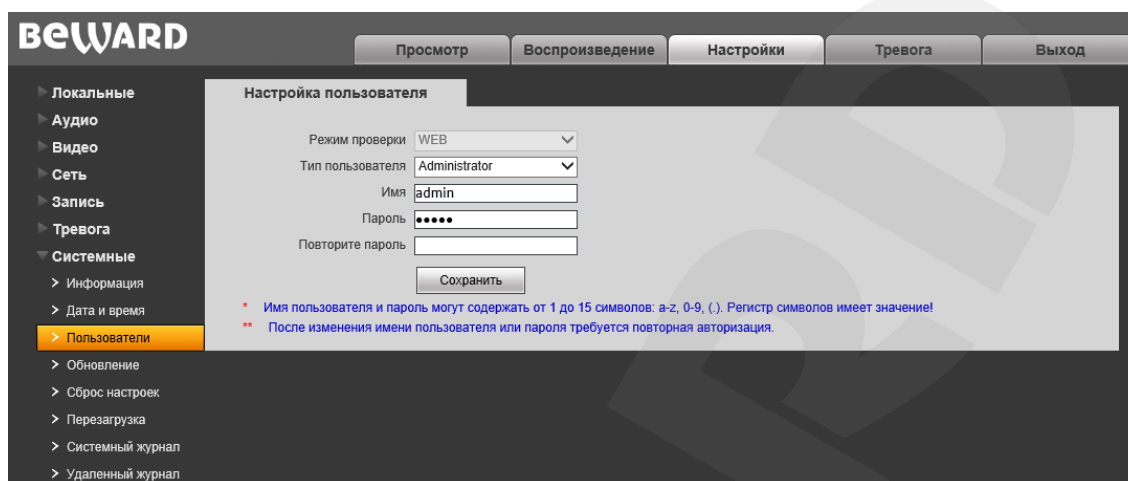 BEWARD
Просмотр
Воспроизведение
Настройки
Тревога
Выход
Локальные
Аудио
Видео
Сеть
Запись
Тревога
Системные
Информация
Дата и время
Пользователи
Обновление
Сброс настроек
Перезагрузка
Системный журнал
Удаленный журнал
Настройка пользователя
Режим проверки WEB
Тип пользователя Administrator
Имя admin
Пароль •••••
Повторите пароль
Сохранить
* Имя пользователя и пароль могут содержать от 1 до 15 символов: a-z, 0-9, (.). Регистр символов имеет значение!
** После изменения имени пользователя или пароля требуется повторная авторизация.